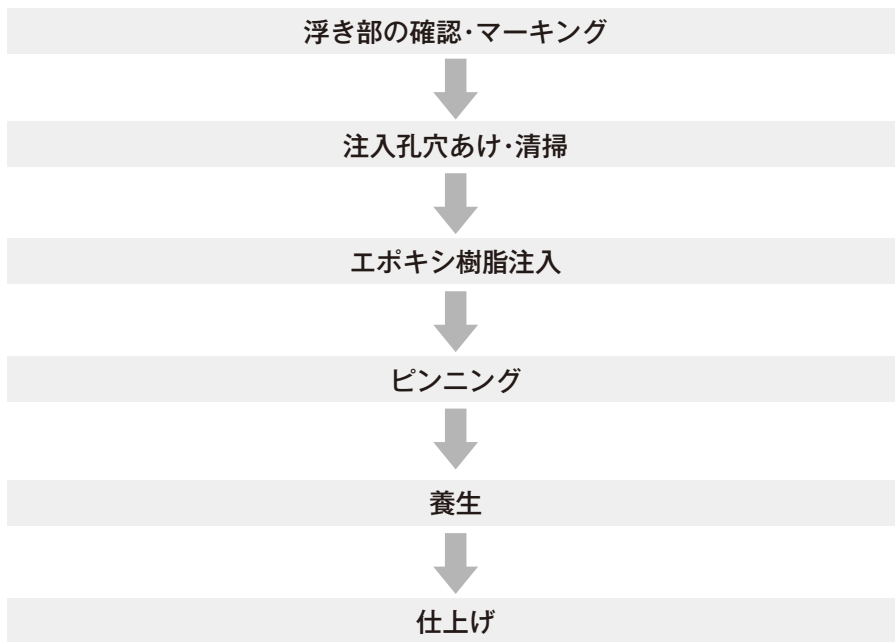 浮き部の確認･マーキング
注入孔穴あけ･清掃
エポキシ樹脂注入
ピンニング
養生
仕上げ